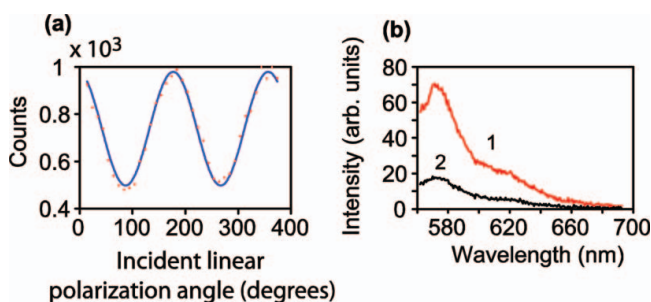 (a)
x 10³
Counts
1
0.8
0.6
0.4
0 100 200 300 400
Incident linear
polarization angle (degrees)
(b)
Intensity (arb. units)
80
60
40
20
0
1
2
580 620 660 700
Wavelength (nm)